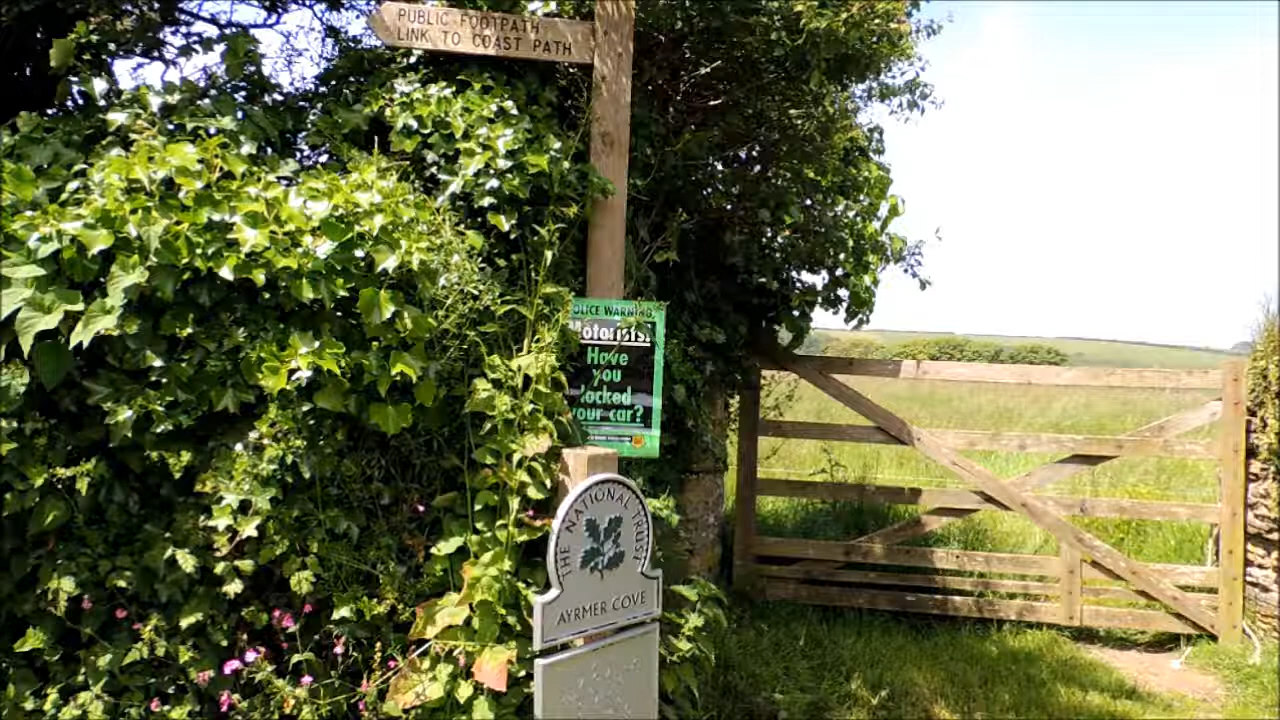 PUBLIC FOOTPATH
LINK TO COAST PATH
OLICE WARNING
Motorists!
Have
you
locked
your car?
THE NATIONAL TRUST
AYRMER COVE